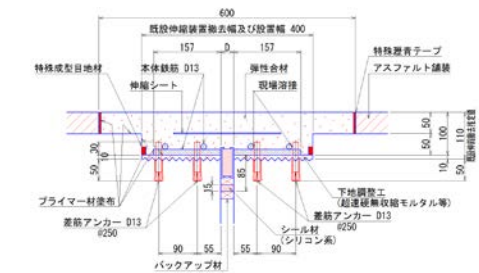 600
既設伸縮装置撤去幅及び設置幅 400
157
D
157
特殊瀝青テープ
特殊成型目地材
本体鉄筋 D13
弾性合材
アスファルト舗装
伸縮シート
現場溶接
50
50
100
110
30
10
50
10
50
15
85
プライマー材塗布
下地調整工
(超速硬無収縮モルタル等)
差筋アンカー D13
@250
差筋アンカー D13
@250
シール材
(シリコン系)
90
55
55
90
バックアップ材